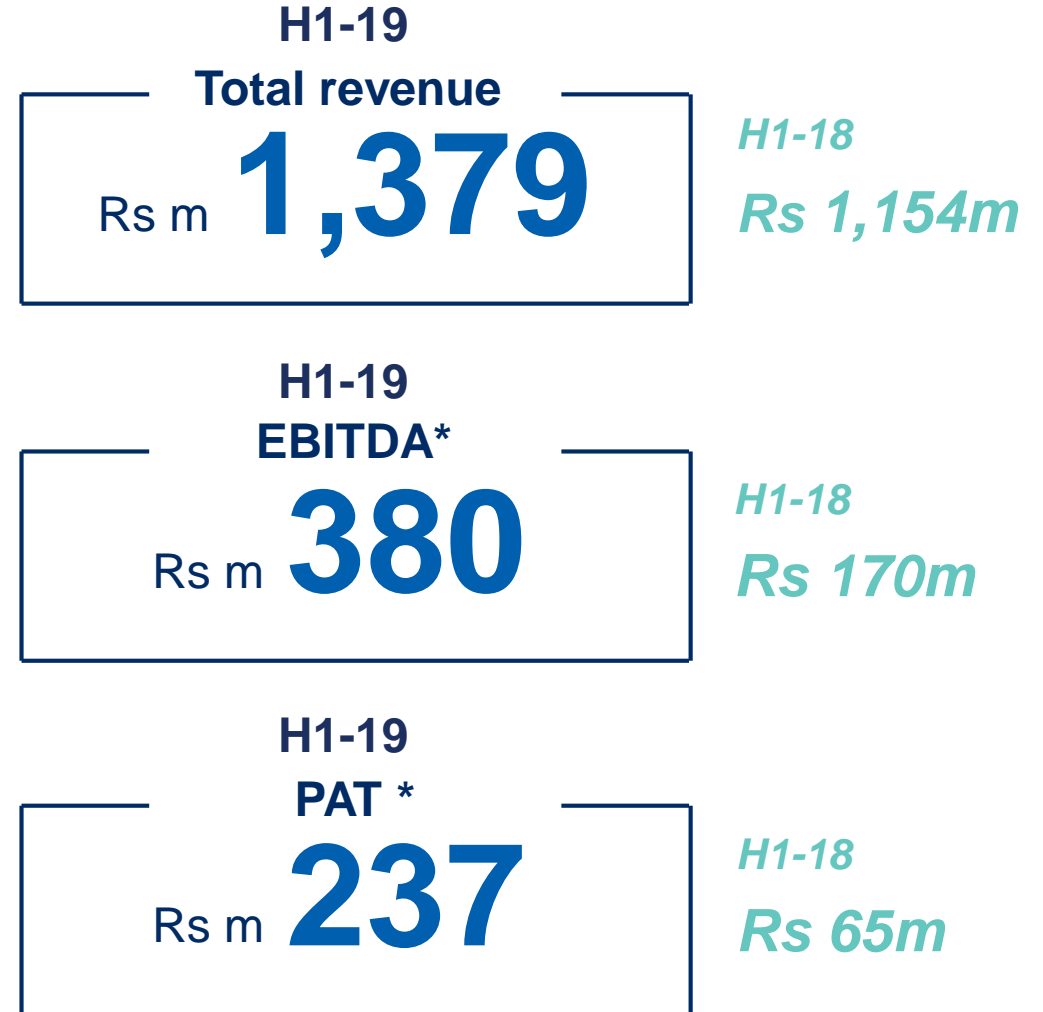 H1-19
Total revenue
Rs m 1,379
H1-18
Rs 1,154m
H1-19
EBITDA*
Rs m 380
H1-18
Rs 170m
H1-19
PAT *
Rs m 237
H1-18
Rs 65m